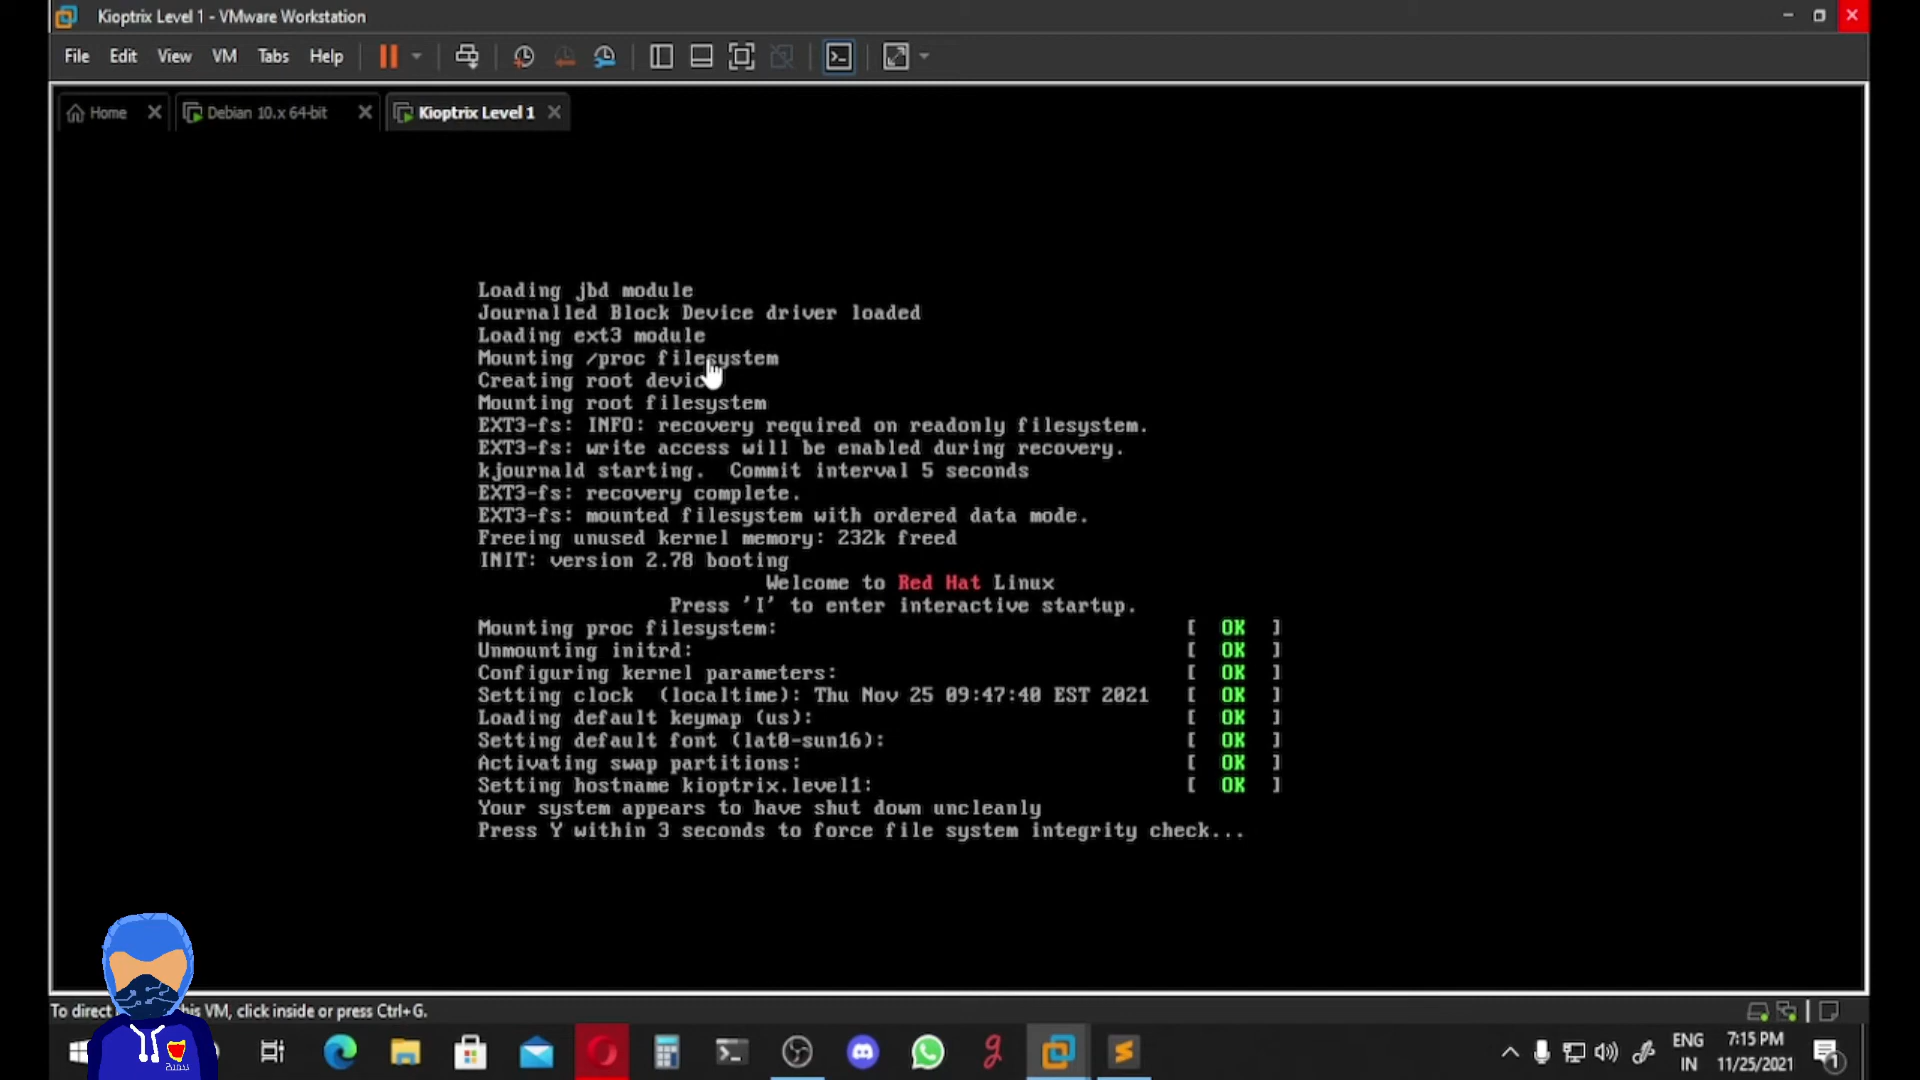 Kioptrix Level 1 - VMware Workstation
File Edit View VM Tabs Help
Home Debian 10.x 64-bit Kioptrix Level 1
Loading jbd module
Journalled Block Device driver loaded
Loading ext3 module
Mounting /proc filesystem
Creating root devic
Mounting root filesystem
EXT3-fs: INFO: recovery required on readonly filesystem.
EXT3-fs: write access will be enabled during recovery.
kjournald starting.  Commit interval 5 seconds
EXT3-fs: recovery complete.
EXT3-fs: mounted filesystem with ordered data mode.
Freeing unused kernel memory: 232k freed
INIT: version 2.78 booting
Welcome to Red Hat Linux
Press 'I' to enter interactive startup.
Mounting proc filesystem: [ OK ]
Unmounting initrd: [ OK ]
Configuring kernel parameters: [ OK ]
Setting clock  (localtime): Thu Nov 25 09:47:40 EST 2021 [ OK ]
Loading default keymap (us): [ OK ]
Setting default font (lat0-sun16): [ OK ]
Activating swap partitions: [ OK ]
Setting hostname kioptrix.level1: [ OK ]
Your system appears to have shut down uncleanly
Press Y within 3 seconds to force file system integrity check...
To direct his VM, click inside or press Ctrl+G.
ENG 7:15 PM
IN 11/25/2021 1